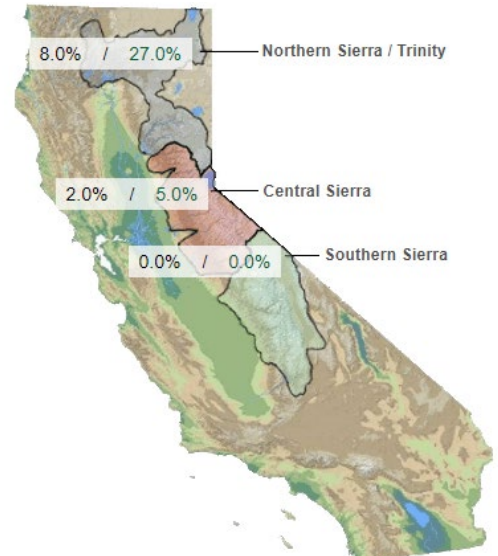 8.0% / 27.0% Northern Sierra / Trinity
2.0% / 5.0% Central Sierra
0.0% / 0.0% Southern Sierra